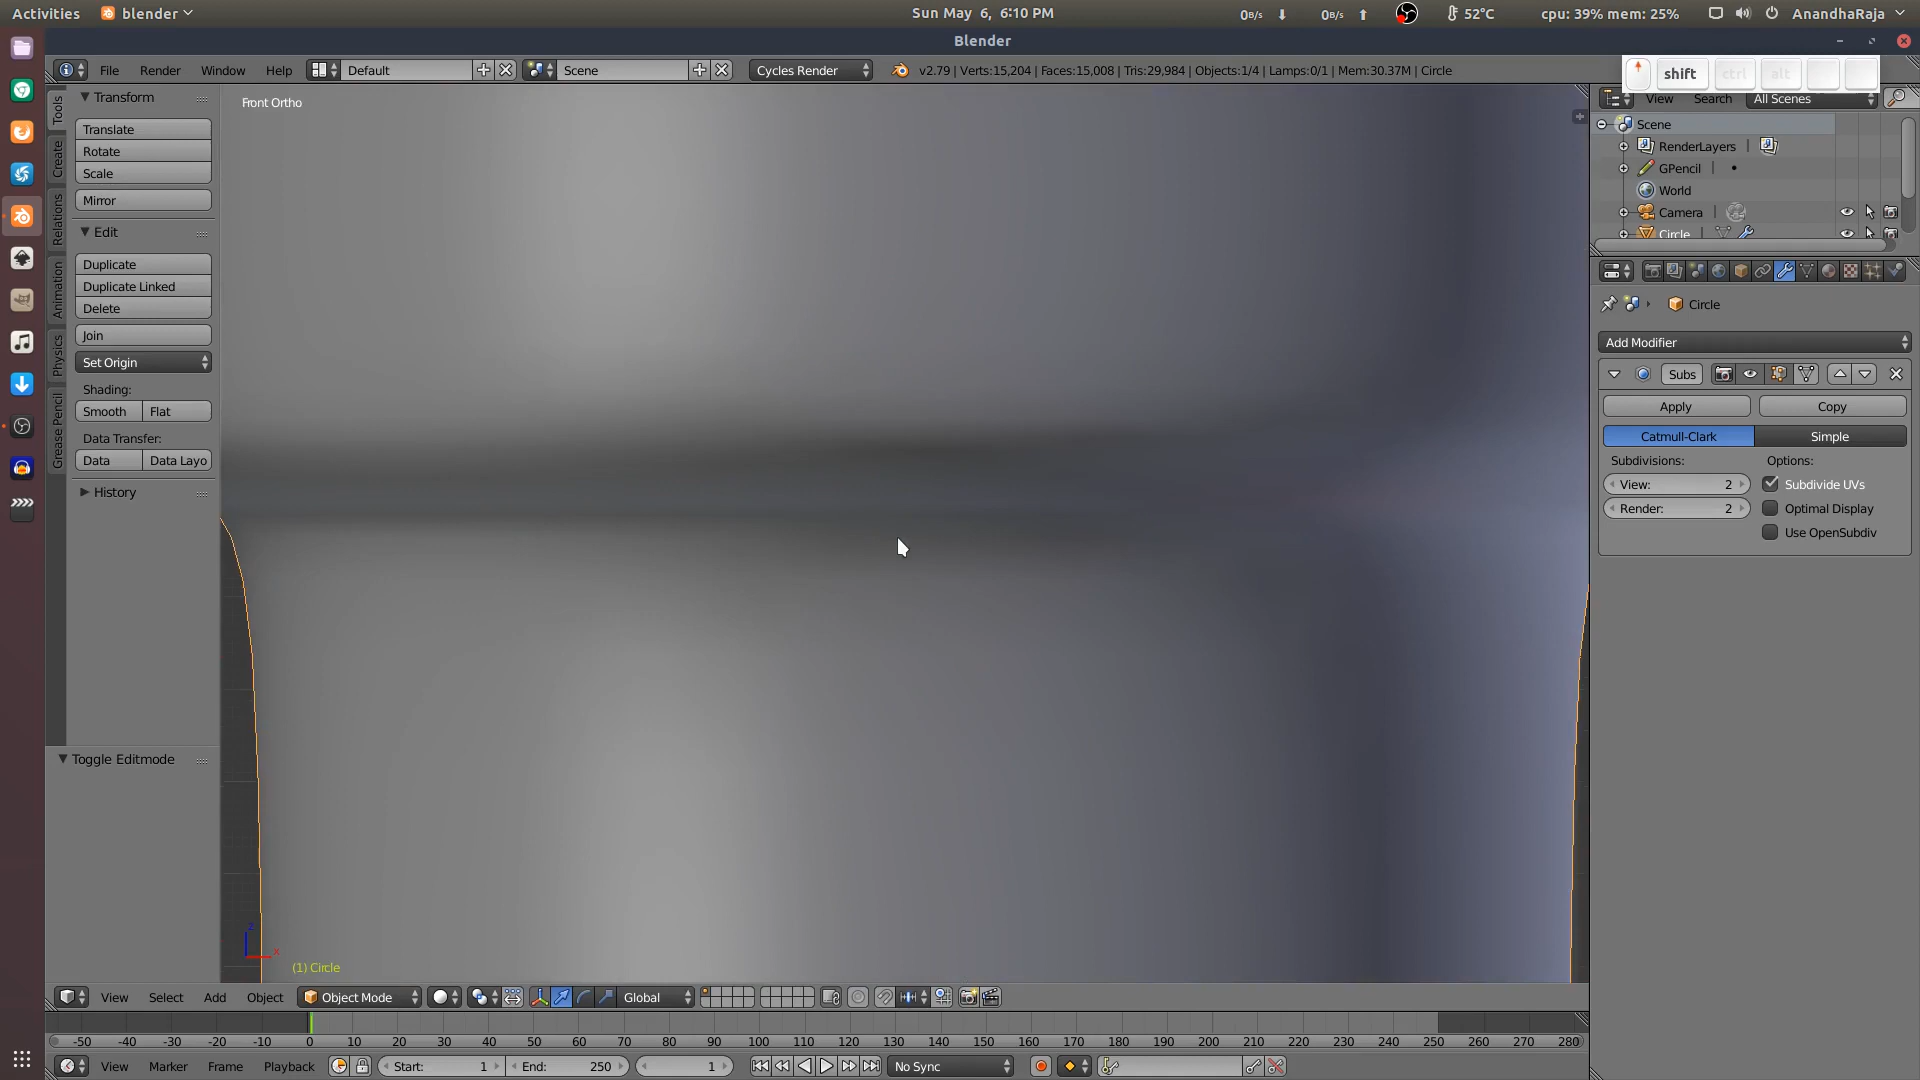 Activities blender Sun May 6, 6:10 PM 0B/s 0B/s 52°C cpu: 39% mem: 25% AnandhaRaja
Blender
File Render Window Help Default Scene Cycles Render v2.79 | Verts:15,204 | Faces:15,008 | Tris:29,984 | Objects:1/4 | Lamps:0/1 | Mem:30.37M | Circle
shift ctrl alt
View Search All Scenes
Tools
Create
Relations
Animation
Physics
Grease Pencil
Transform
Translate
Rotate
Scale
Mirror
Edit
Duplicate
Duplicate Linked
Delete
Join
Set Origin
Shading:
Smooth Flat
Data Transfer:
Data Data Layo
History
Toggle Editmode
Front Ortho
z
x
(1) Circle
Scene
RenderLayers
GPencil
World
Camera
Circle
Circle
Add Modifier
Subs
Apply Copy
Catmull-Clark Simple
Subdivisions: Options:
View: 2 Subdivide UVs
Render: 2 Optimal Display
Use OpenSubdiv
View Select Add Object Object Mode Global
-50 -40 -30 -20 -10 0 10 20 30 40 50 60 70 80 90 100 110 120 130 140 150 160 170 180 190 200 210 220 230 240 250 260 270 280
View Marker Frame Playback Start: 1 End: 250 1 No Sync